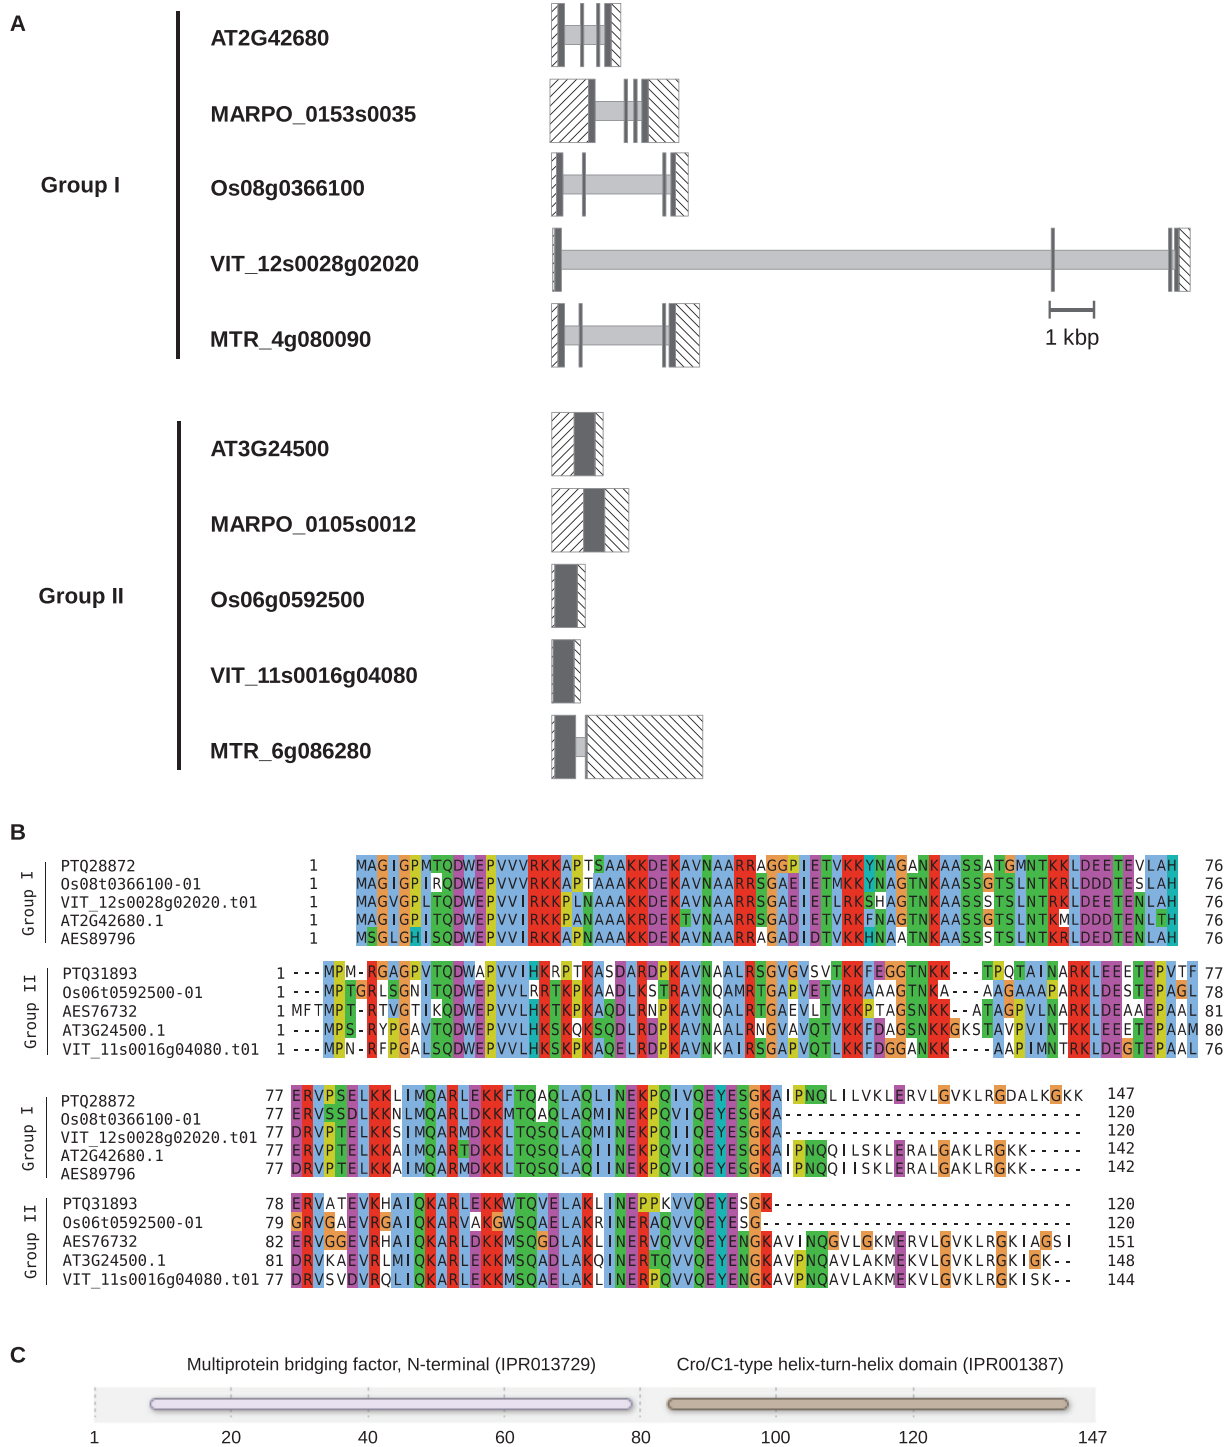 A
Group I
AT2G42680
MARPO_0153s0035
Os08g0366100
VIT_12s0028g02020
MTR_4g080090
1 kbp
Group II
AT3G24500
MARPO_0105s0012
Os06g0592500
VIT_11s0016g04080
MTR_6g086280
B
Group I
PTQ28872 1 MAGIGPMTQDWEPVVVRKKAPTSAAKKDEKAVNAARRAGGPIETVKKYNAGANKAASSATGMNTKKLDEETEVLAH 76
Os08t0366100-01 1 MAGIGPIRQDWEPVVVRKKAPTAAAKKDEKAVNAARRSGAEIETMKKYNAGTNKAASSGTSLNTKRLDDDTESLAH 76
VIT_12s0028g02020.t01 1 MAGVGPLTQDWEPVVIRKKPLNAAAKKDEKAVNAARRSGAEIETLRKSHAGTNKAASSSTSLNTRKLDEDTENLAH 76
AT2G42680.1 1 MAGIGPITQDWEPVVIRKKPANAAAKRDEKTVNAARRSGADIETVRKFNAGTNKAASSGTSLNTKMLDDDTENLTH 76
AES89796 1 MSGLGHISQDWEPVVIRKKAPNAAAKKDEKAVNAARRAGADIDTVKKHNAATNKAASSSTSLNTKRLDEDTENLAH 76
Group II
PTQ31893 1 ---MPM-RGAGPVTQDWAPVVIHKRPTKASDARDPKAVNAALRSGVGVSVTKKFEGGTNKK---TPQTAINARKLEEETEPVTF 77
Os06t0592500-01 1 ---MPTGRLSGNITQDWEPVVLRRTKPKAADLKSTRAVNQAMRTGAPVETVRKAAAGTNKA---AAGAAAPARKLDESTEPAGL 78
AES76732 1 MFTMPT-RTVGTIKQDWEPVVLHKTKPKAQDLRNPKAVNQALRTGAEVLTVKKPTAGSNKK--ATAGPVLNARKLDEAAEPAAL 81
AT3G24500.1 1 ---MPS-RYPGAVTQDWEPVVLHKSKQKSQDLRDPKAVNAALRNGVAVQTVKKFDAGSNKKGKSTAVPVINTKKLEEETEPAAM 80
VIT_11s0016g04080.t01 1 ---MPN-RFPGALSQDWEPVVLHKSKPKAQELRDPKAVNKAIRSGAPVQTLKKFDGGANKK----AAPIMNTRKLDEGTEPAAL 76
Group I
PTQ28872 77 ERVPSELKKLIMQARLEKKFTQAQLAQLINEKPQIVQEYESGKAIPNQLILVKLERVLGVKLRGDALKGKK 147
Os08t0366100-01 77 ERVSSDLKKNLMQARLDKKMTQAQLAQMINEKPQVIQEYESGKAI----------------------------- 120
VIT_12s0028g02020.t01 77 DRVPTELKKSIMQARMDKKLTQSQLAQMINEKPQVIQEYESGKAI----------------------------- 120
AT2G42680.1 77 ERVPTELKKAIMQARTDKKLTQSQLAQIINEKPQVIQEYESGKAIPNQQILSKLERALGAKLRGKK----- 142
AES89796 77 DRVPTELKKAIMQARMDKKLTQSQLAQIINEKPQVIQEYESGKAIPNQQIISKLERALGAKLRGKK----- 142
Group II
PTQ31893 78 ERVATEVKHAIQKARLEKKWTQVELAKLINEPPKVVQEYESGK---------------------------- 120
Os06t0592500-01 79 GRVGAEVRGAIQKARVAKGWSQAELAKRINERAQVVQEYESG----------------------------- 120
AES76732 82 ERVGGEVRHAIQKARLEKKMSQGDLAKLINERVQVVQEYENGKAVINQGVLGKMERVLGVKLRGKIAGSI 151
AT3G24500.1 81 DRVKAEVRLMIQKARLEKKMSQADLAKQINERTQVVQEYENGKAVPNQAVLAKMEKVLGVKLRGKIGK-- 148
VIT_11s0016g04080.t01 77 DRVSVDVRQLIQKARLEKKMSQAELAKLINERPQVVQEYENGKAVPNQAVLAKMEKVLGVKLRGKISK-- 144
C
Multiprotein bridging factor, N-terminal (IPR013729) Cro/C1-type helix-turn-helix domain (IPR001387)
1 20 40 60 80 100 120 147